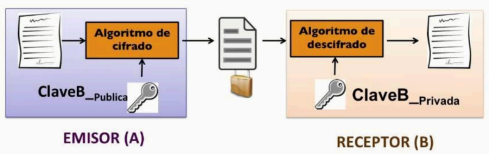 Algoritmo de
cifrado
ClaveB_Publica
EMISOR (A)
Algoritmo de
descifrado
ClaveB_Privada
RECEPTOR (B)